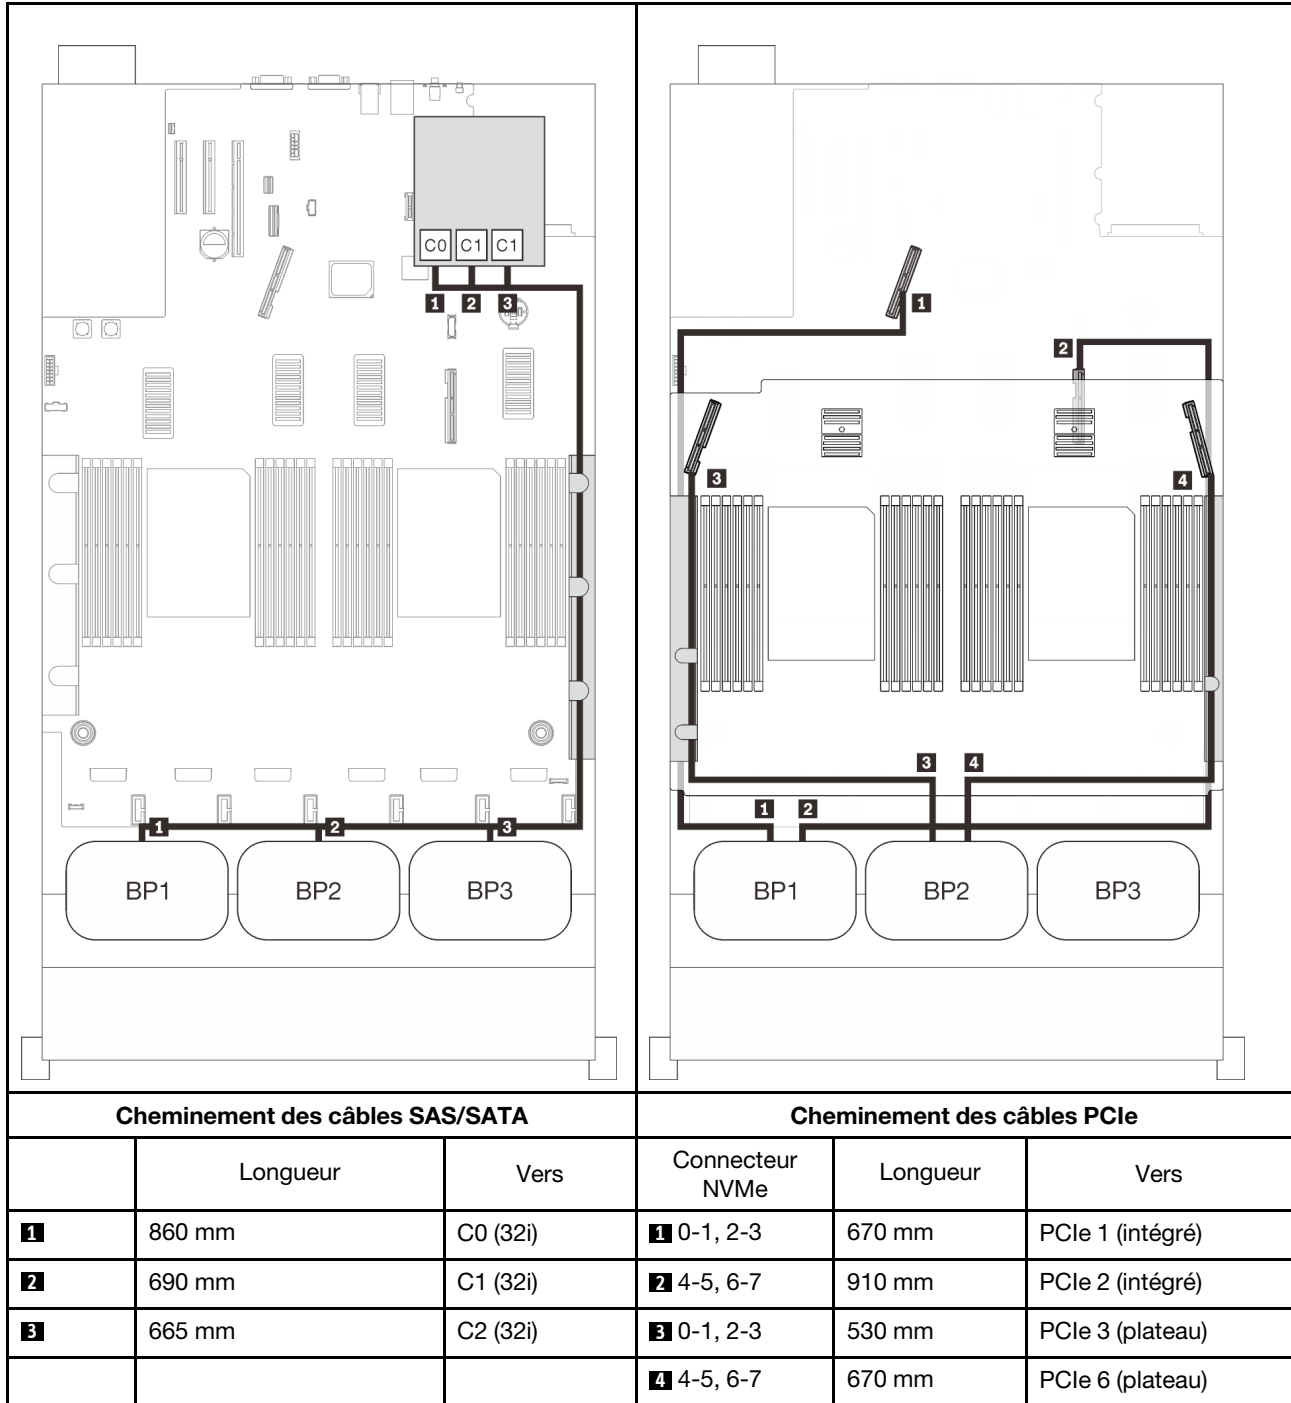 C0 C1 C1
1 2 3
1 2 3
BP1 BP2 BP3
1
2
3 4
3 4
1 2
BP1 BP2 BP3
Cheminement des câbles SAS/SATA
Cheminement des câbles PCIe
Longueur Vers
Connecteur NVMe Longueur Vers
1 860 mm C0 (32i)
1 0-1, 2-3 670 mm PCIe 1 (intégré)
2 690 mm C1 (32i)
2 4-5, 6-7 910 mm PCIe 2 (intégré)
3 665 mm C2 (32i)
3 0-1, 2-3 530 mm PCIe 3 (plateau)
4 4-5, 6-7 670 mm PCIe 6 (plateau)